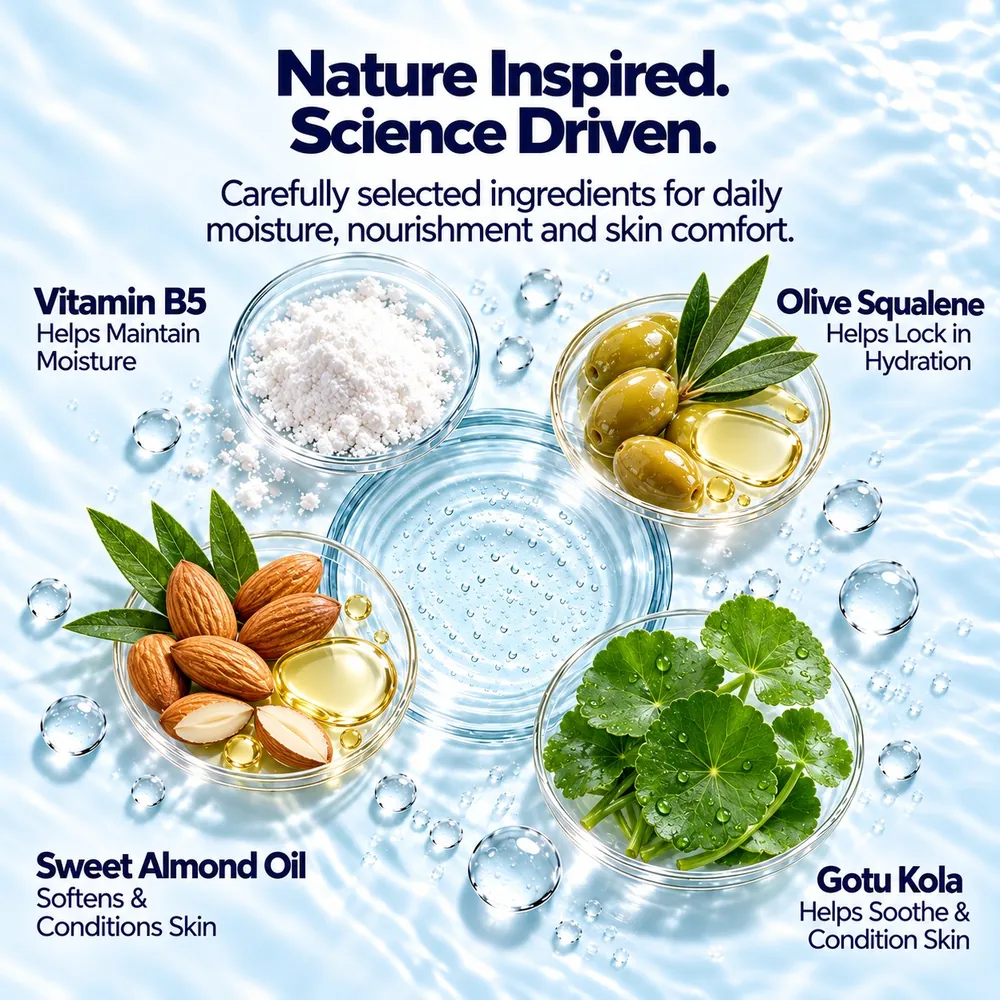 Nature Inspired.
Science Driven.
Carefully selected ingredients for daily
moisture, nourishment and skin comfort.
Vitamin B5
Helps Maintain
Moisture
Olive Squalene
Helps Lock in
Hydration
Sweet Almond Oil
Softens &
Conditions Skin
Gotu Kola
Helps Soothe &
Condition Skin